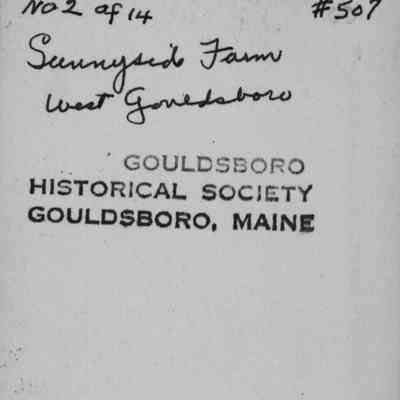 No 2 of 14 #507
Sunnyside Farm
West Gouldsboro
GOULDSBORO
HISTORICAL SOCIETY
GOULDSBORO, MAINE